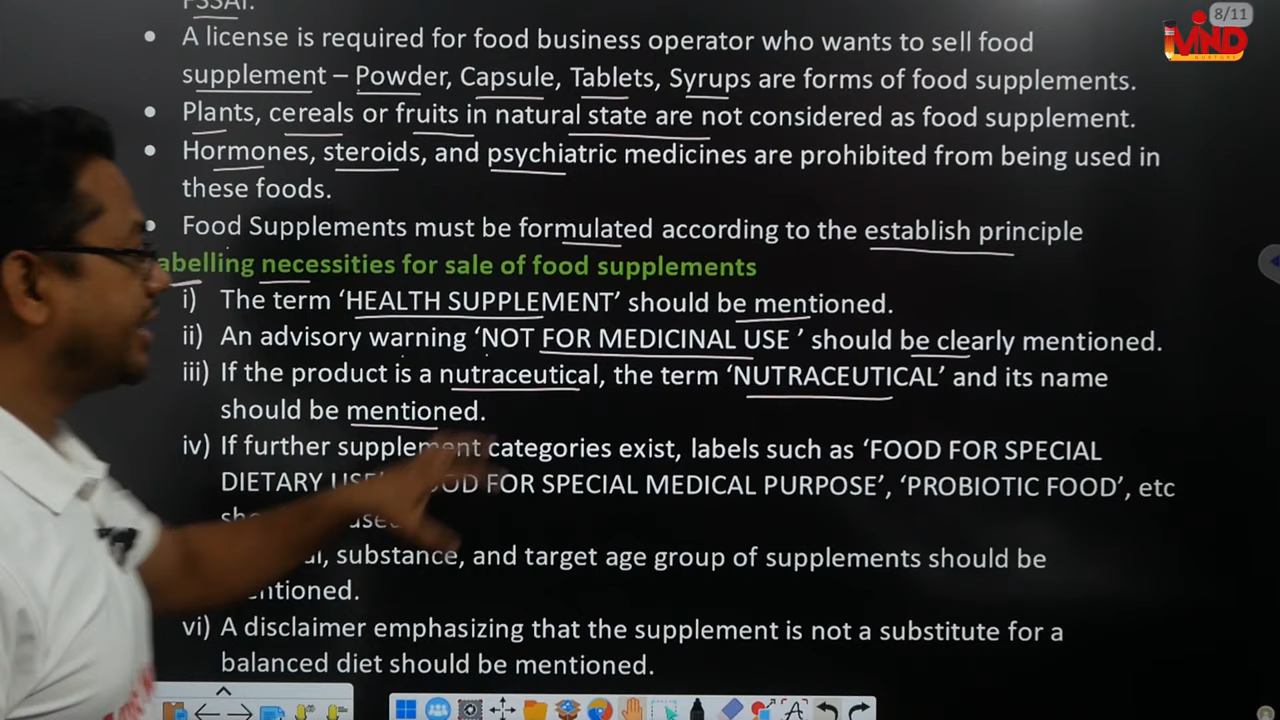 FSSAI.
8/11
MIND
NURTURE
• A license is required for food business operator who wants to sell food
supplement – Powder, Capsule, Tablets, Syrups are forms of food supplements.
• Plants, cereals or fruits in natural state are not considered as food supplement.
• Hormones, steroids, and psychiatric medicines are prohibited from being used in
these foods.
• Food Supplements must be formulated according to the establish principle
abelling necessities for sale of food supplements
i) The term ‘HEALTH SUPPLEMENT’ should be mentioned.
ii) An advisory warning ‘NOT FOR MEDICINAL USE ’ should be clearly mentioned.
iii) If the product is a nutraceutical, the term ‘NUTRACEUTICAL’ and its name
should be mentioned.
iv) If further supplement categories exist, labels such as ‘FOOD FOR SPECIAL
DIETARY FOR SPECIAL MEDICAL PURPOSE’, ‘PROBIOTIC FOOD’, etc
substance, and target age group of supplements should be
vi) A disclaimer emphasizing that the supplement is not a substitute for a
balanced diet should be mentioned.